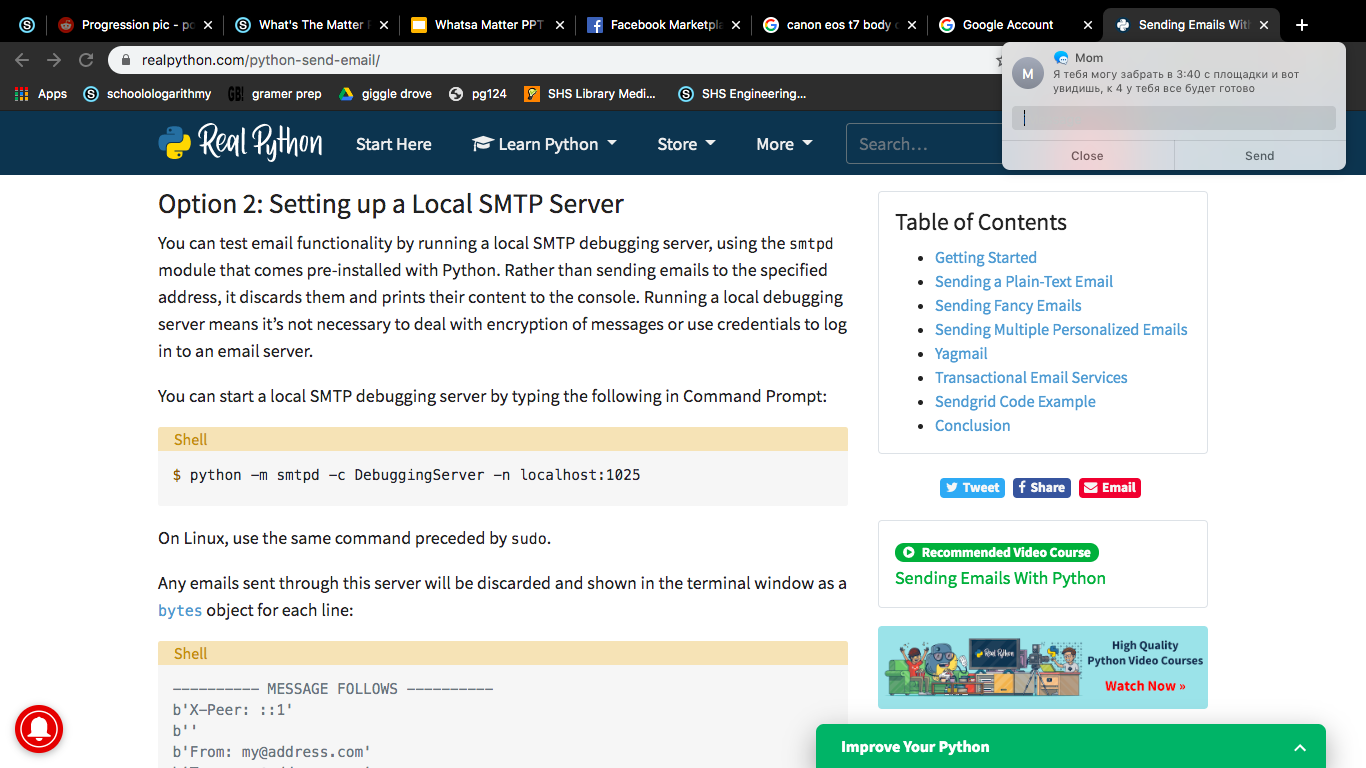 Progression pic - po
What's The Matter P
Whatsa Matter PPT
Facebook Marketpla
canon eos t7 body o
Google Account
Sending Emails With
realpython.com/python-send-email/
Apps
schoolologarithmy
GB!
gramer prep
giggle drove
pg124
SHS Library Medi...
SHS Engineering...
M
Mom
Я тебя могу забрать в 3:40 с площадки и вот
увидишь, к 4 у тебя все будет готово
Close
Send
Real Python
Start Here
Learn Python
Store
More
Search...
Option 2: Setting up a Local SMTP Server
You can test email functionality by running a local SMTP debugging server, using the smtpd
module that comes pre-installed with Python. Rather than sending emails to the specified
address, it discards them and prints their content to the console. Running a local debugging
server means it’s not necessary to deal with encryption of messages or use credentials to log
in to an email server.
You can start a local SMTP debugging server by typing the following in Command Prompt:
Shell
$ python -m smtpd -c DebuggingServer -n localhost:1025
On Linux, use the same command preceded by sudo.
Any emails sent through this server will be discarded and shown in the terminal window as a
bytes object for each line:
Shell
---------- MESSAGE FOLLOWS ----------
b'X-Peer: ::1'
b''
b'From: my@address.com'
Table of Contents
Getting Started
Sending a Plain-Text Email
Sending Fancy Emails
Sending Multiple Personalized Emails
Yagmail
Transactional Email Services
Sendgrid Code Example
Conclusion
Tweet
Share
Email
Recommended Video Course
Sending Emails With Python
Real Python
High Quality
Python Video Courses
Watch Now »
Improve Your Python